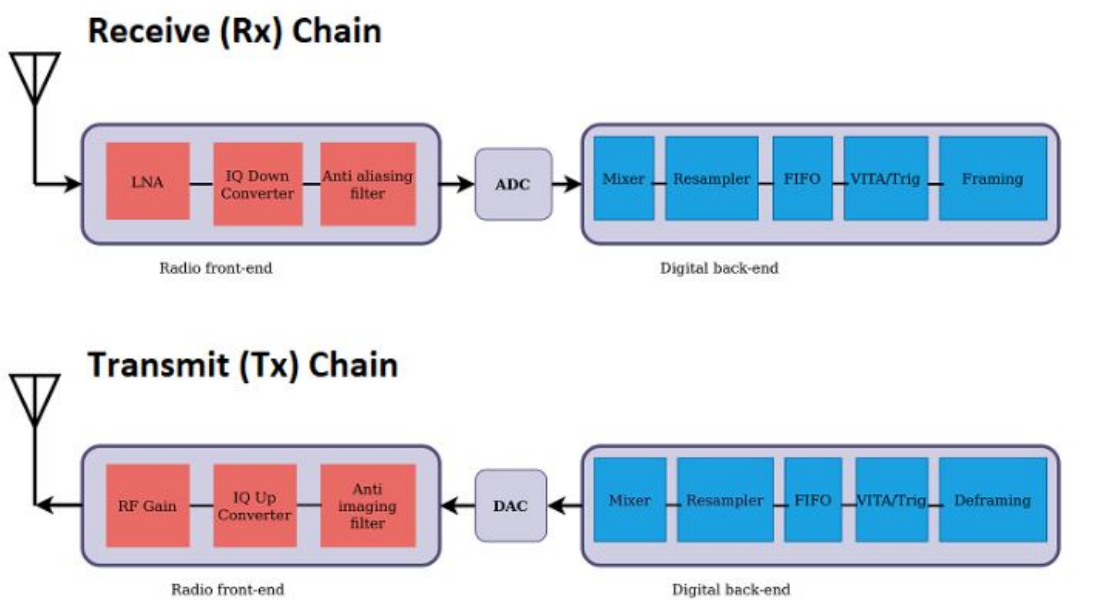 Receive (Rx) Chain
LNA
IQ Down
Converter
Anti aliasing
filter
ADC
Mixer
Resampler
FIFO
VITA/Trig
Framing
Radio front-end
Digital back-end
Transmit (Tx) Chain
RF Gain
IQ Up
Converter
Anti
imaging
filter
DAC
Mixer
Resampler
FIFO
VITA/Trig
Deframing
Radio front-end
Digital back-end